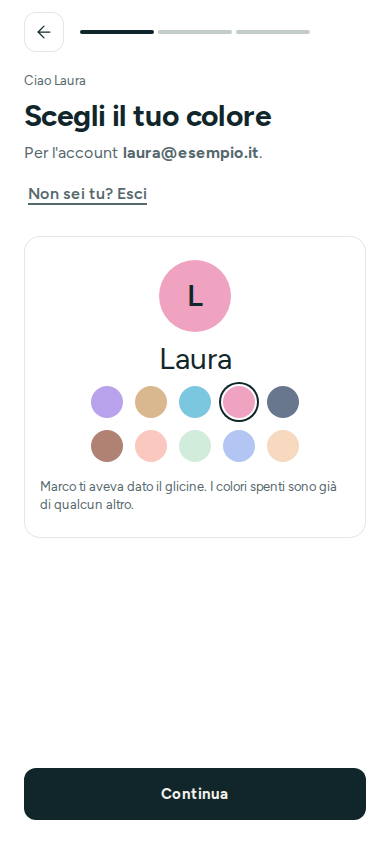 Ciao Laura
Scegli il tuo colore
Per l'account laura@esempio.it.
Non sei tu? Esci
L
Laura
Marco ti aveva dato il glicine. I colori spenti sono già
di qualcun altro.
Continua